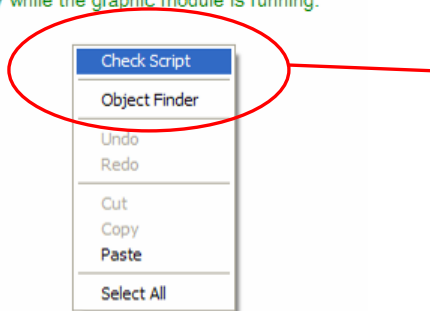 while the graphic module is running.
Check Script
Object Finder
Undo
Redo
Cut
Copy
Paste
Select All